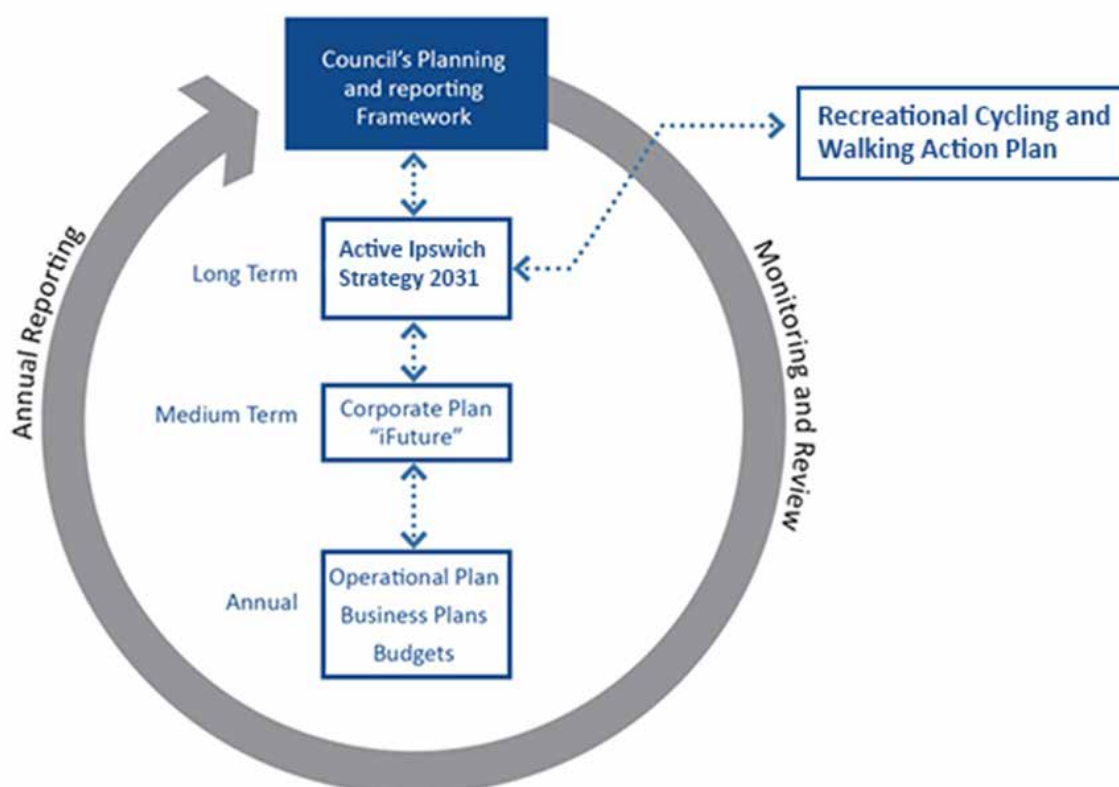 Council's Planning
and reporting
Framework
Recreational Cycling and
Walking Action Plan
Active Ipswich
Strategy 2031
Long Term
Annual Reporting
Monitoring and Review
Medium Term
Corporate Plan
“iFuture”
Annual
Operational Plan
Business Plans
Budgets